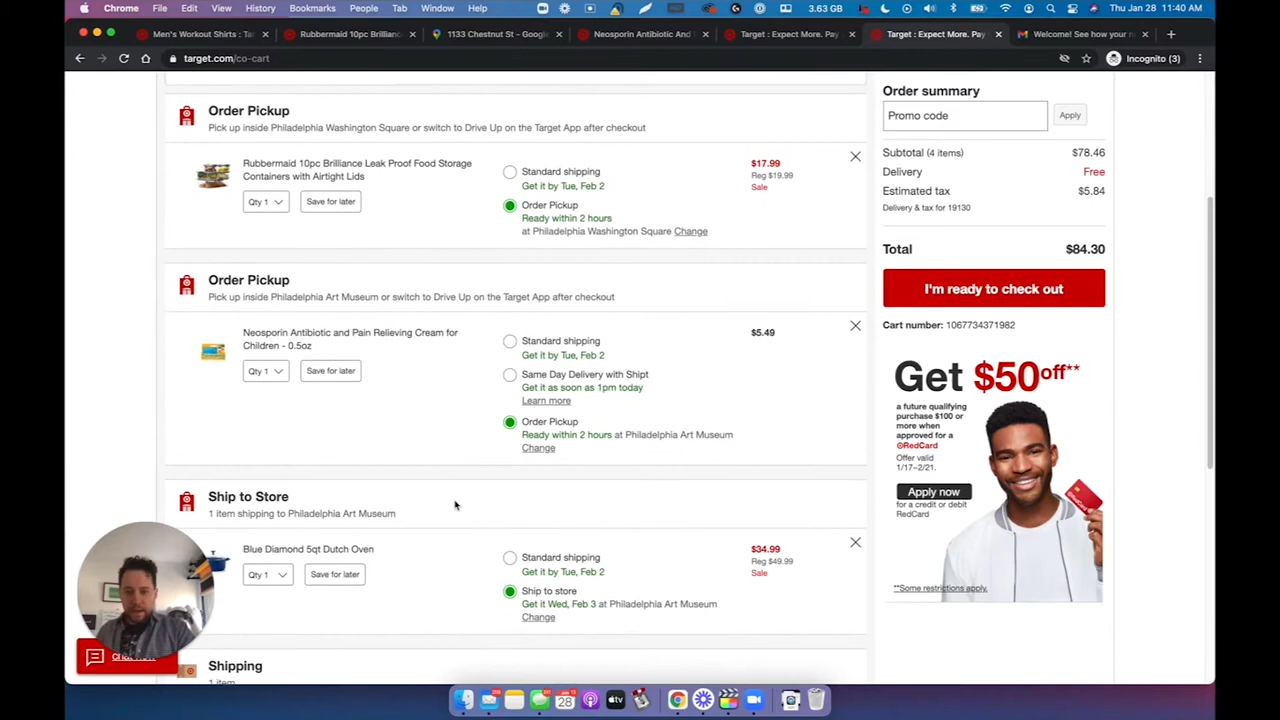 Chrome File Edit View History Bookmarks People Tab Window Help 3.63 GB Thu Jan 28 11:40 AM
Men's Workout Shirts : Tar Rubbermaid 10pc Brillianc 1133 Chestnut St - Google Neosporin Antibiotic And Target : Expect More. Pay Target : Expect More. Pay Welcome! See how your n
target.com/co-cart Incognito (3)
Order Pickup
Pick up inside Philadelphia Washington Square or switch to Drive Up on the Target App after checkout
Rubbermaid 10pc Brilliance Leak Proof Food Storage
Containers with Airtight Lids
Qty 1 Save for later
Standard shipping
Get it by Tue, Feb 2
Order Pickup
Ready within 2 hours
at Philadelphia Washington Square Change
$17.99
Reg $19.99
Sale
Order Pickup
Pick up inside Philadelphia Art Museum or switch to Drive Up on the Target App after checkout
Neosporin Antibiotic and Pain Relieving Cream for
Children - 0.5oz
Qty 1 Save for later
Standard shipping
Get it by Tue, Feb 2
Same Day Delivery with Shipt
Get it as soon as 1pm today
Learn more
Order Pickup
Ready within 2 hours at Philadelphia Art Museum
Change
$5.49
Ship to Store
1 item shipping to Philadelphia Art Museum
Blue Diamond 5qt Dutch Oven
Qty 1 Save for later
Standard shipping
Get it by Tue, Feb 2
Ship to store
Get it Wed, Feb 3 at Philadelphia Art Museum
Change
$34.99
Reg $49.99
Sale
Shipping
1 item
Order summary
Promo code Apply
Subtotal (4 items) $78.46
Delivery Free
Estimated tax $5.84
Delivery & tax for 19130
Total $84.30
I'm ready to check out
Cart number: 1067734371982
Get $50 off**
a future qualifying
purchase $100 or
more when
approved for a
RedCard
Offer valid
1/17–2/21.
Apply now
for a credit or debit
RedCard
**Some restrictions apply.